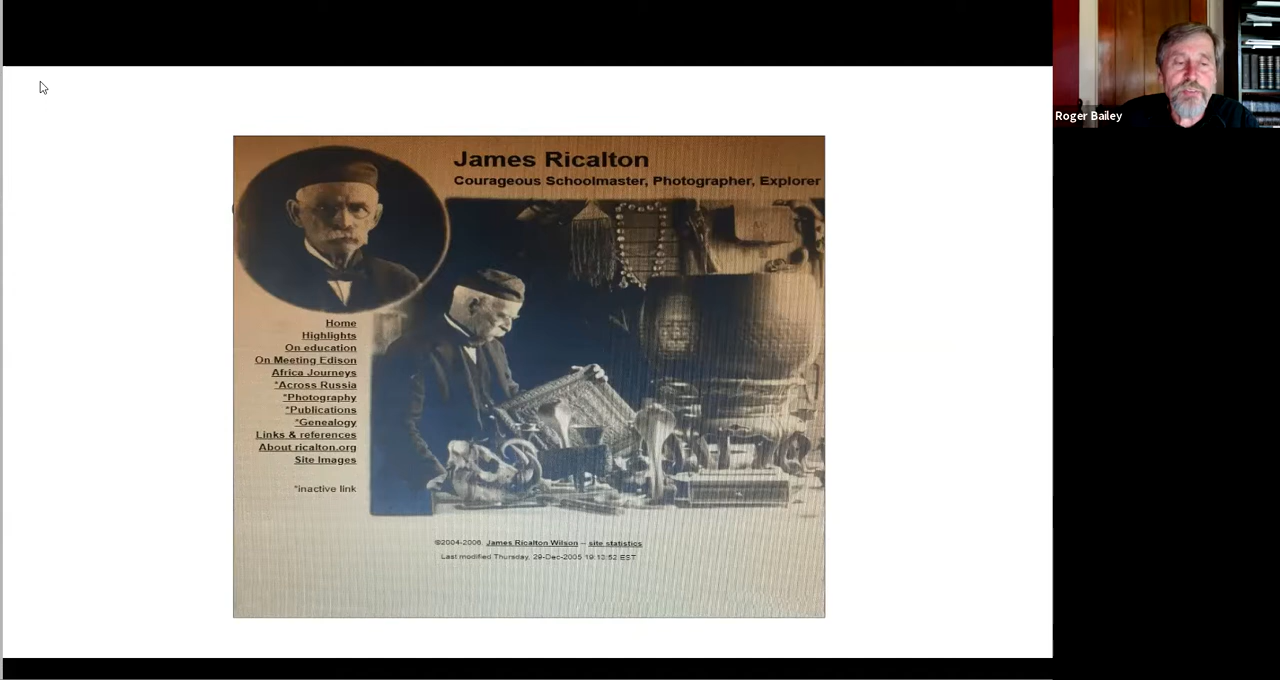 James Ricalton
Courageous Schoolmaster, Photographer, Explorer
Home
Highlights
On education
On Meeting Edison
Africa Journeys
*Across Russia
*Photography
*Publications
*Genealogy
Links & references
About ricalton.org
Site Images
*inactive link
©2004-2006, James Ricalton Wilson -- site statistics
Last modified Thursday, 29-Dec-2005 19:13:52 EST
Roger Bailey